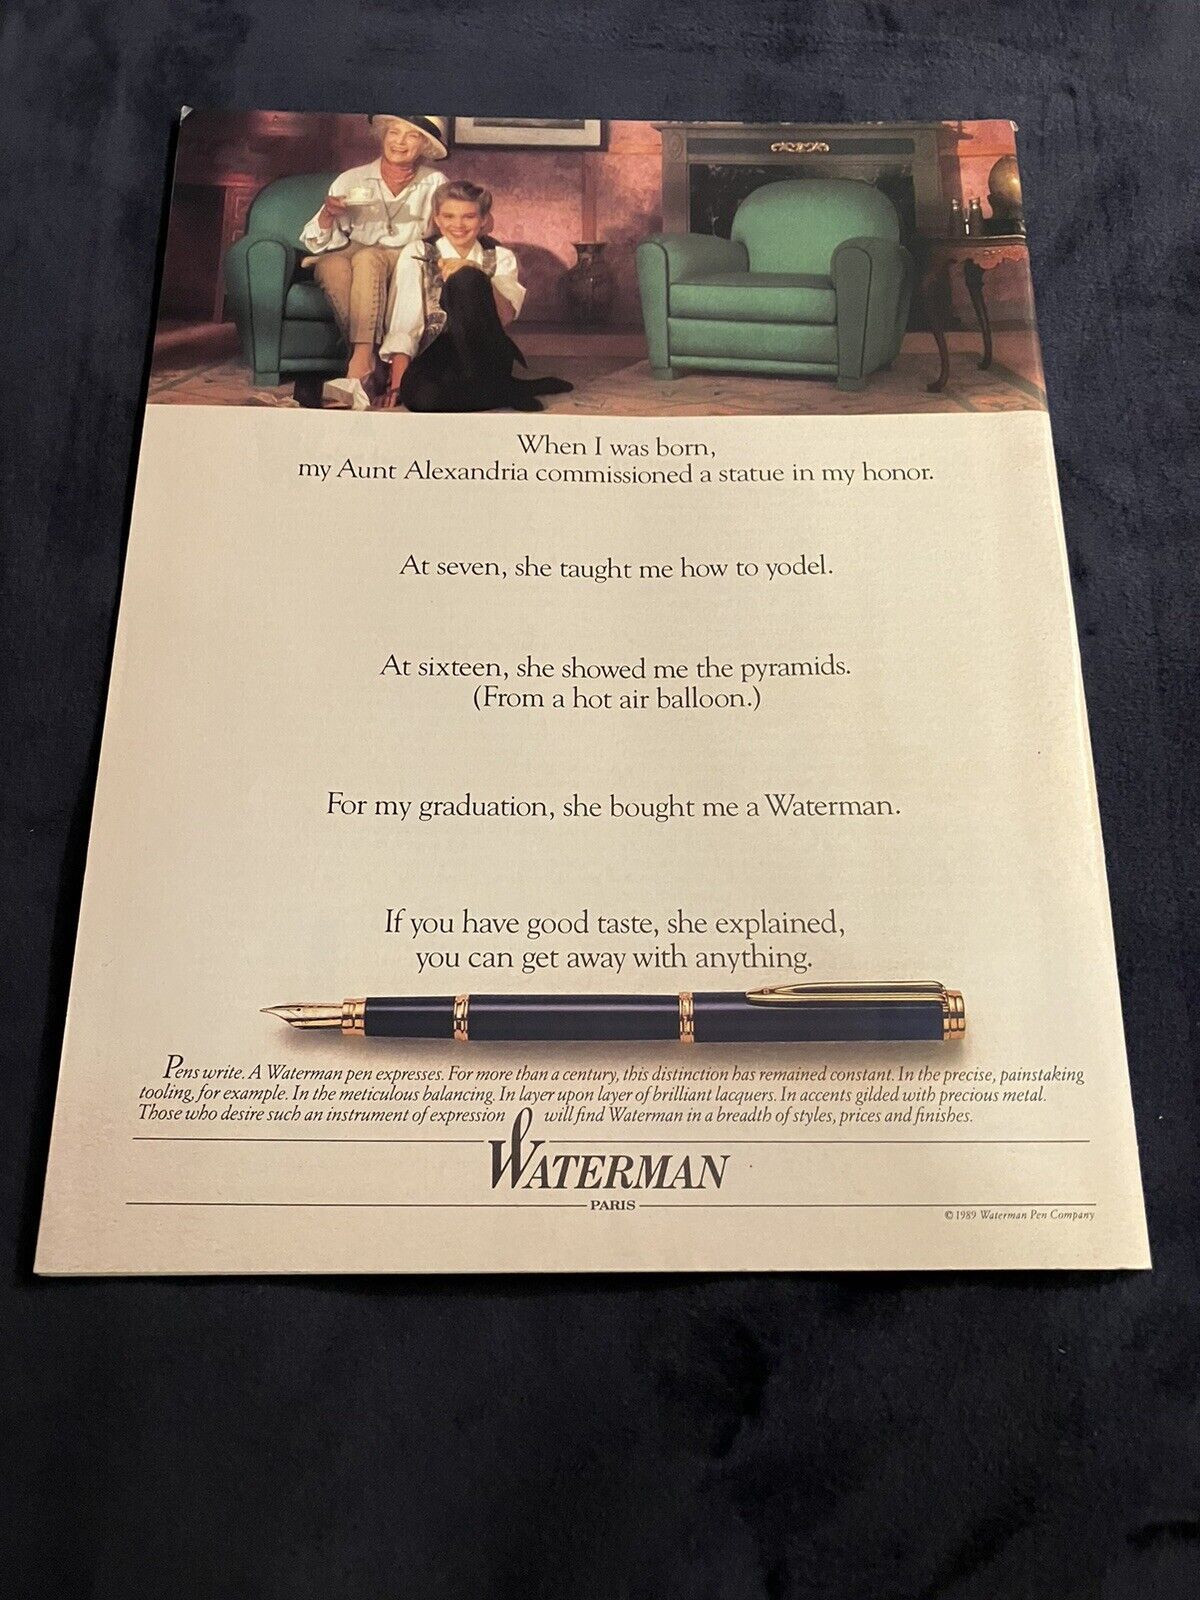 When I was born,
my Aunt Alexandria commissioned a statue in my honor.
At seven, she taught me how to yodel.
At sixteen, she showed me the pyramids.
(From a hot air balloon.)
For my graduation, she bought me a Waterman.
If you have good taste, she explained,
you can get away with anything.
Pens write. A Waterman pen expresses. For more than a century, this distinction has remained constant. In the precise, painstaking
tooling, for example. In the meticulous balancing. In layer upon layer of brilliant lacquers. In accents gilded with precious metal.
Those who desire such an instrument of expression will find Waterman in a breadth of styles, prices and finishes.
WATERMAN
PARIS
© 1989 Waterman Pen Company